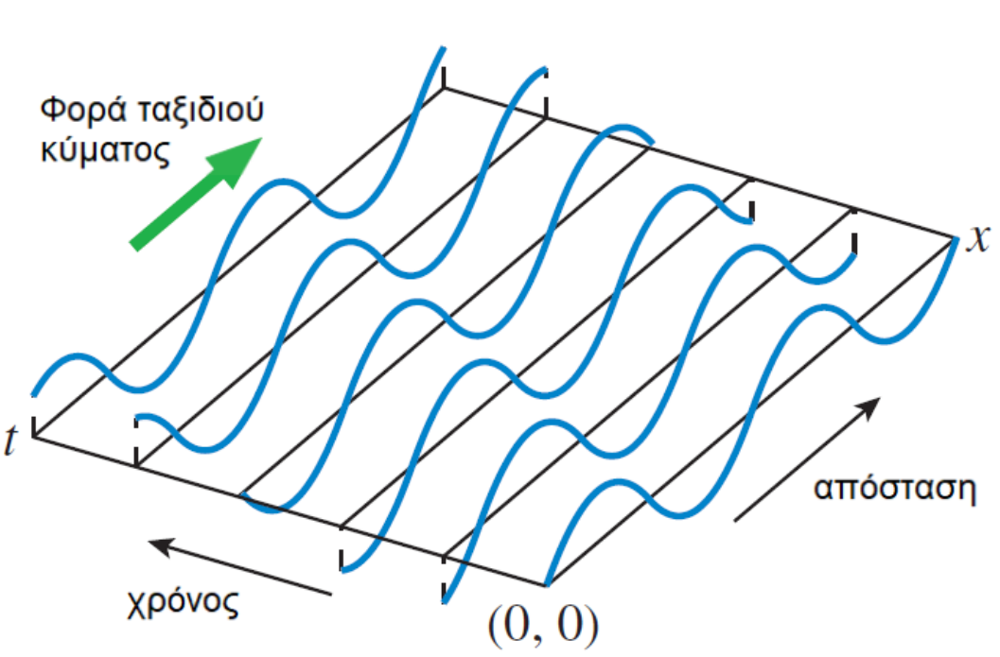 Φορά ταξιδιού
κύματος
x
t
απόσταση
χρόνος
(0, 0)